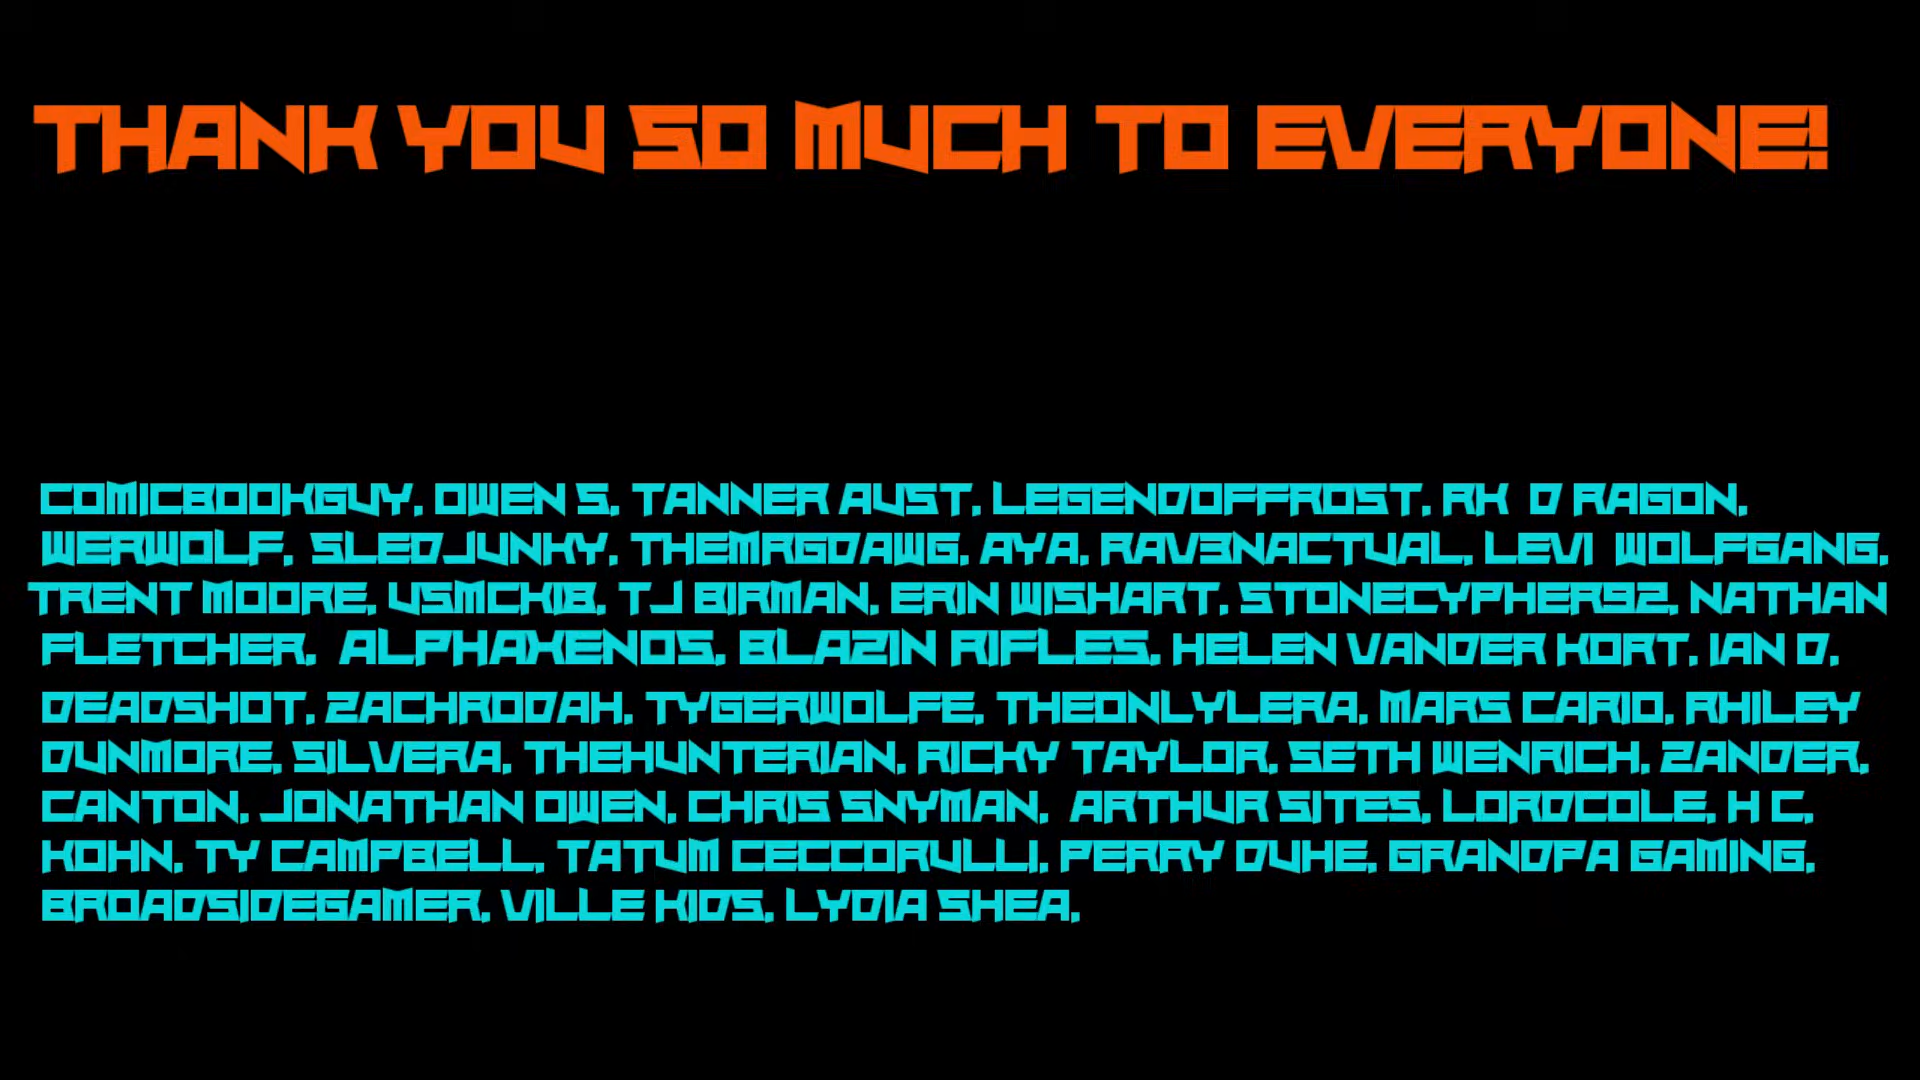 THANK YOU SO MUCH TO EVERYONE!
COMICBOOKGUY, OWEN S, TANNER AUST, LEGENDOFFROST, RK D RAGON,
WERWOLF, SLEDJUNKY, THEMRGDAWG, AYA, RAV3NACTUAL, LEVI WOLFGANG,
TRENT MOORE, USMCKIB, TJ BIRMAN, ERIN WISHART, STONECYPHER92, NATHAN
FLETCHER, ALPHAXENOS, BLAZIN RIFLES, HELEN VANDER KORT, IAN D,
DEADSHOT, ZACHRODAH, TYGERWOLFE, THEONLYLERA, MARS CARIO, RHILEY
DUNMORE, SILVERA, THEHUNTERIAN, RICKY TAYLOR, SETH WENRICH, ZANDER,
CANTON, JONATHAN OWEN, CHRIS SNYMAN, ARTHUR SITES, LORDCOLE, H C,
KOHN, TY CAMPBELL, TATUM CECCORULLI, PERRY DUHE, GRANDPA GAMING,
BROADSIDEGAMER, VILLE KIDS, LYDIA SHEA,